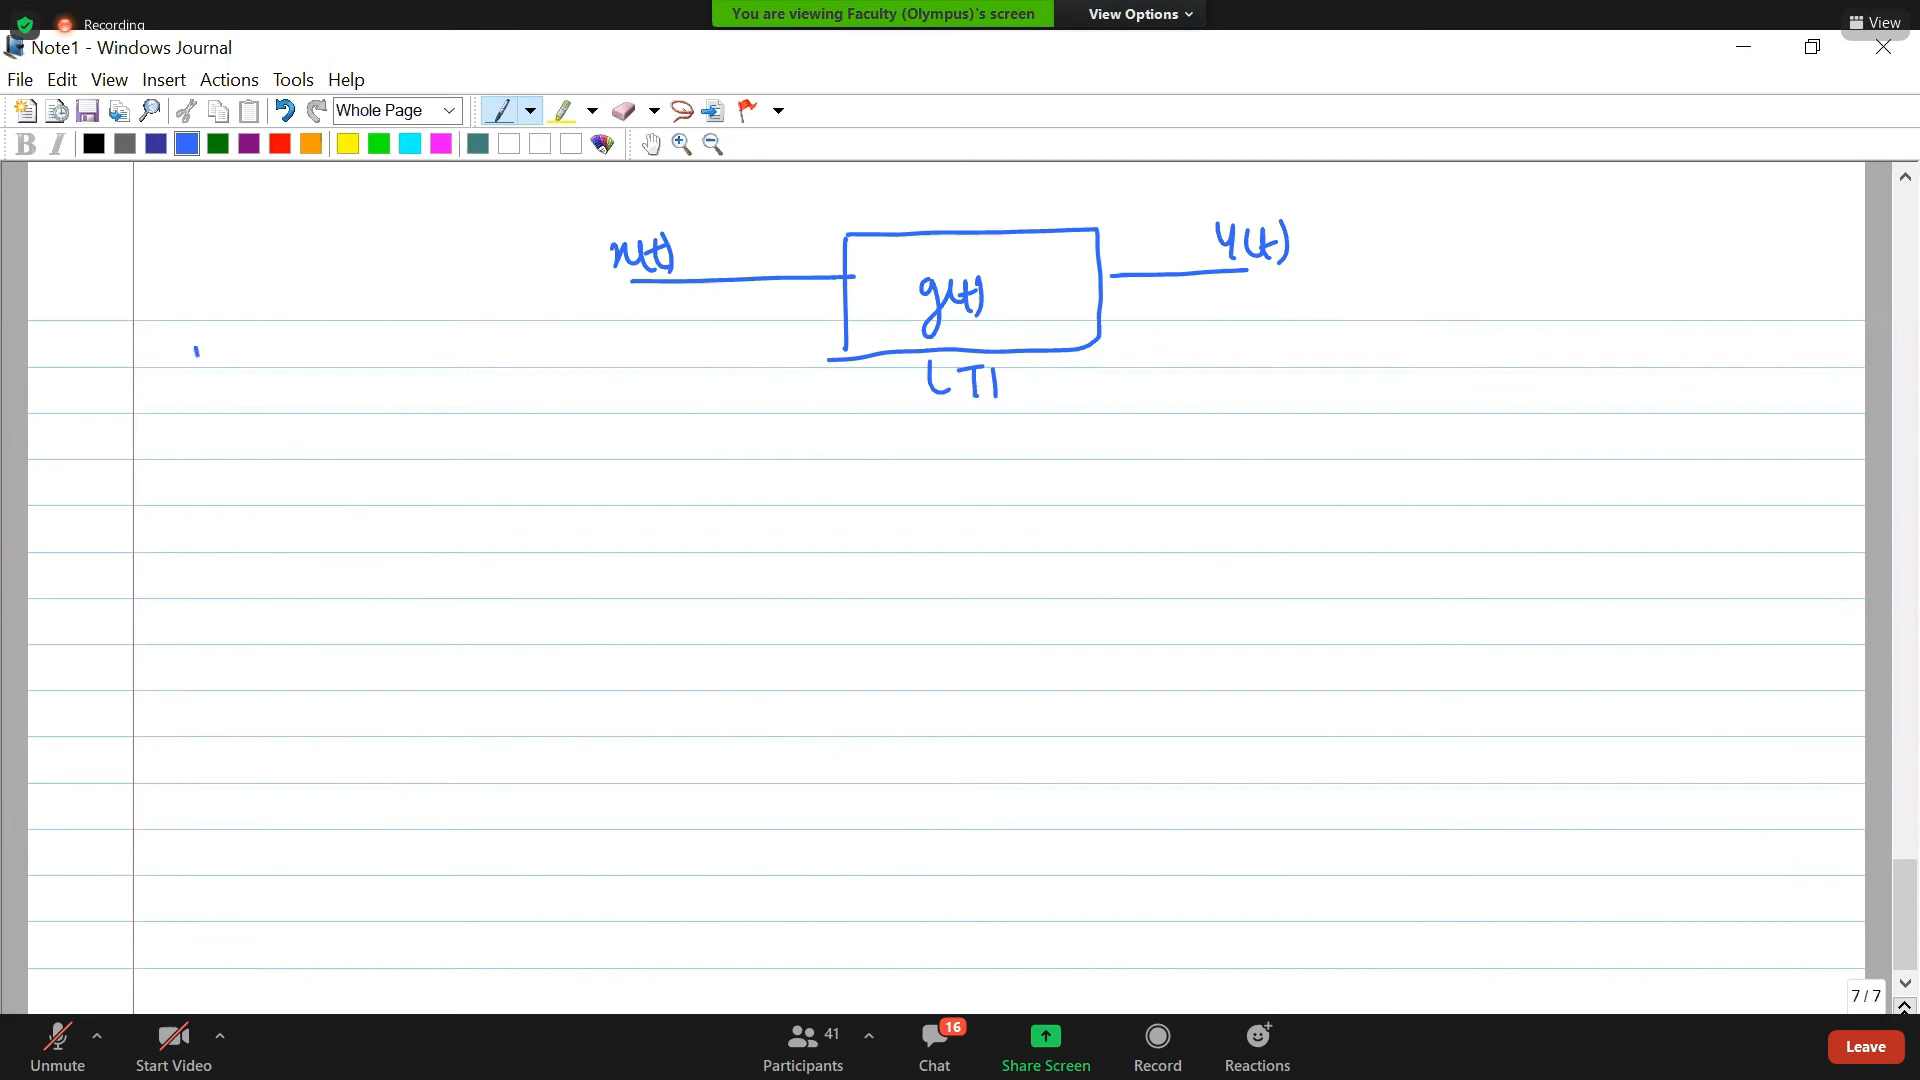 Recording
You are viewing Faculty (Olympus)'s screen
View Options
View
Note1 - Windows Journal
File Edit View Insert Actions Tools Help
Whole Page
B I
x(t)
g(t)
y(t)
LTI
7 / 7
Unmute
Start Video
41
Participants
16
Chat
Share Screen
Record
Reactions
Leave